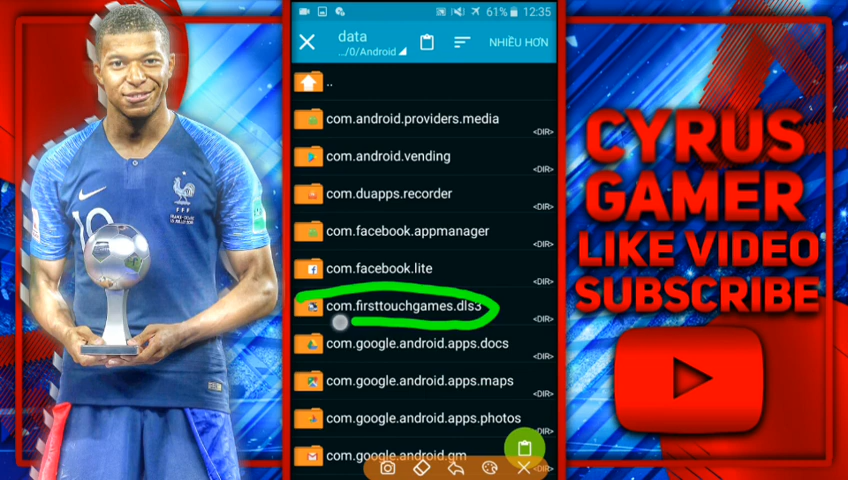 61% 12:35
data
../0/Android
NHIỀU HƠN
..
com.android.providers.media
<DIR>
com.android.vending
<DIR>
com.duapps.recorder
<DIR>
com.facebook.appmanager
<DIR>
com.facebook.lite
<DIR>
com.firsttouchgames.dls3
<DIR>
com.google.android.apps.docs
<DIR>
com.google.android.apps.maps
<DIR>
com.google.android.apps.photos
<DIR>
com.google.android.gm
<DIR>
CYRUS
GAMER
LIKE VIDEO
SUBSCRIBE
10
FFF